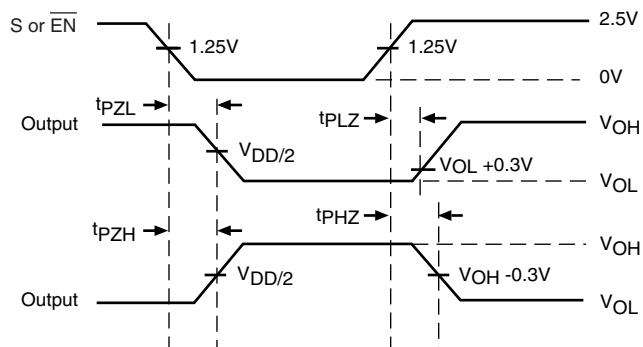 S or E̅N̅ 1.25V 1.25V 2.5V
0V
tPZL tPLZ
Output VDD/2 VOL +0.3V VOH
VOL
tPZH tPHZ
VOH
VDD/2 VOH -0.3V
Output VOL